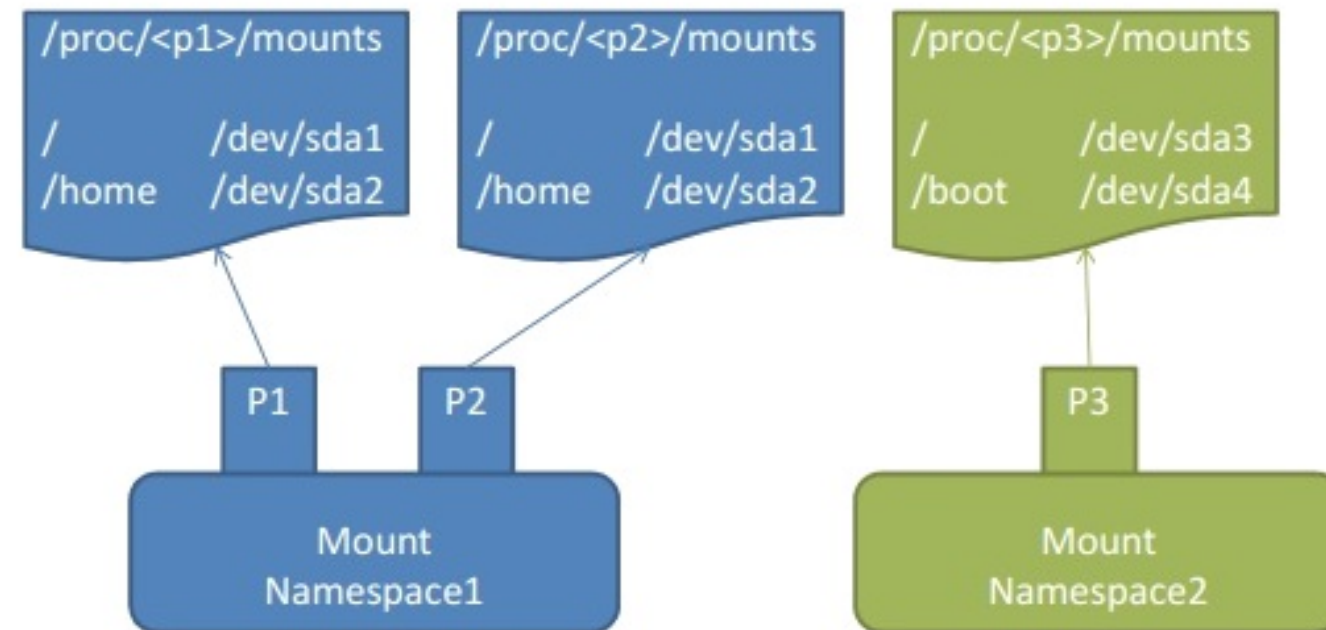 /proc/<p1>/mounts
/ /dev/sda1
/home /dev/sda2
/proc/<p2>/mounts
/ /dev/sda1
/home /dev/sda2
/proc/<p3>/mounts
/ /dev/sda3
/boot /dev/sda4
P1
P2
P3
Mount
Namespace1
Mount
Namespace2